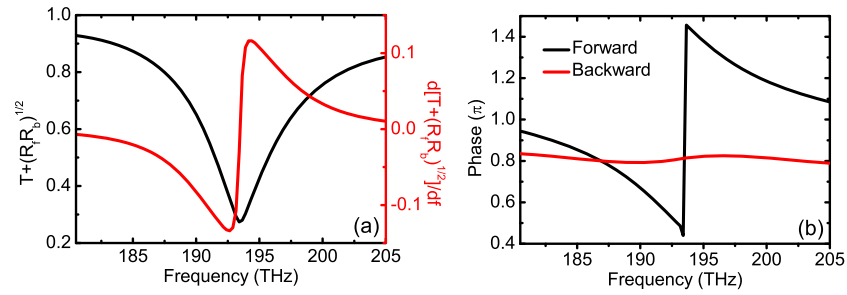 1.0
0.8
0.6
0.4
0.2
T+(R_fR_b)^{1/2}
0.1
0.0
-0.1
d[T+(R_fR_b)^{1/2}]/df
(a)
185 190 195 200 205
Frequency (THz)
1.4
1.2
1.0
0.8
0.6
0.4
Phase (π)
Forward
Backward
(b)
185 190 195 200 205
Frequency (THz)